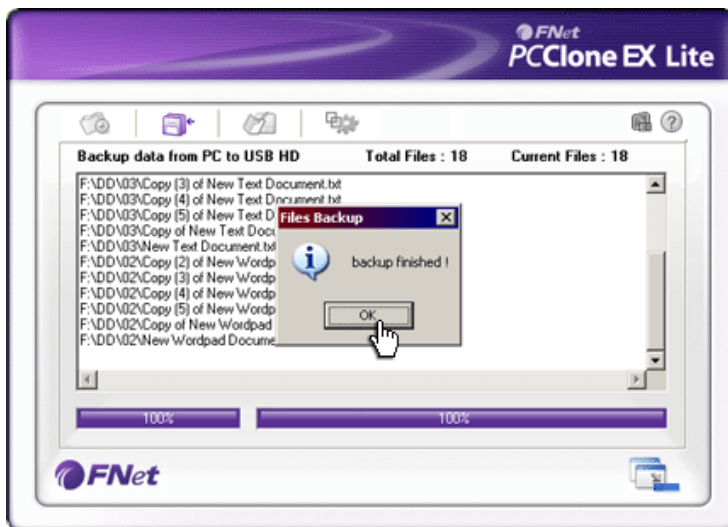 FNet
PCClone EX Lite
Backup data from PC to USB HD Total Files : 18 Current Files : 18
F:\DD\03\Copy (3) of New Text Document.txt
F:\DD\03\Copy (4) of New Text Document.txt
F:\DD\03\Copy (5) of New Text D
F:\DD\03\Copy of New Text Docu
F:\DD\03\New Text Document.txt
F:\DD\02\Copy (2) of New Wordp
F:\DD\02\Copy (3) of New Wordp
F:\DD\02\Copy (4) of New Wordp
F:\DD\02\Copy (5) of New Wordp
F:\DD\02\Copy of New Wordpad
F:\DD\02\New Wordpad Docume
Files Backup
backup finished !
OK
100% 100%
FNet